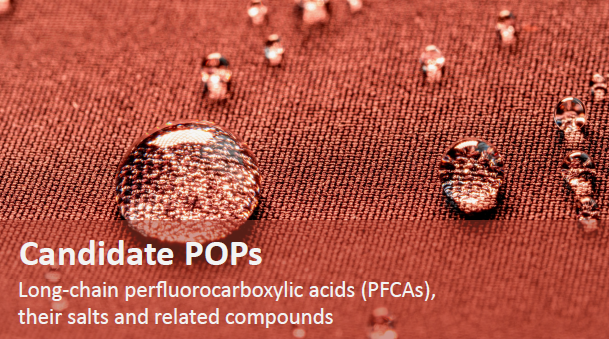 Candidate POPs
Long-chain perfluorocarboxylic acids (PFCAs),
their salts and related compounds